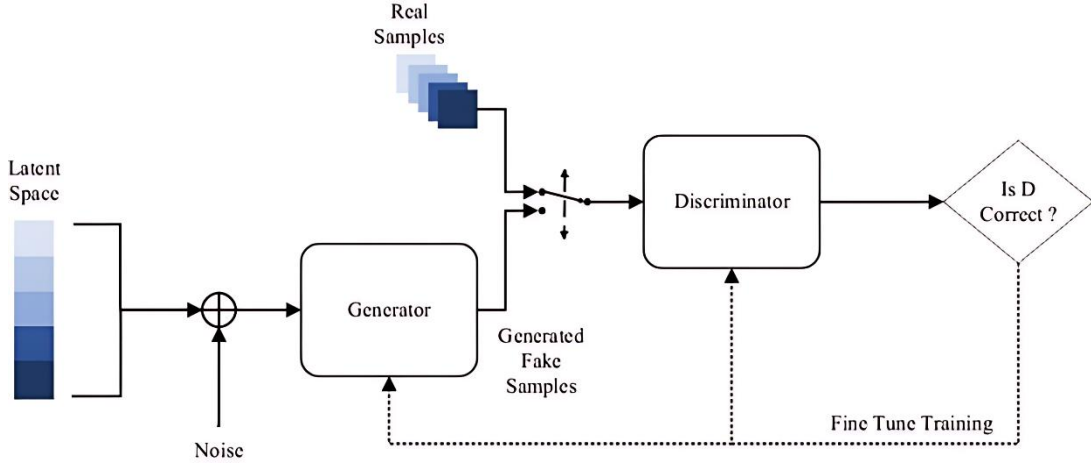 Real
Samples
Latent
Space
Discriminator
Is D
Correct ?
Generator
Generated
Fake
Samples
Noise
Fine Tune Training